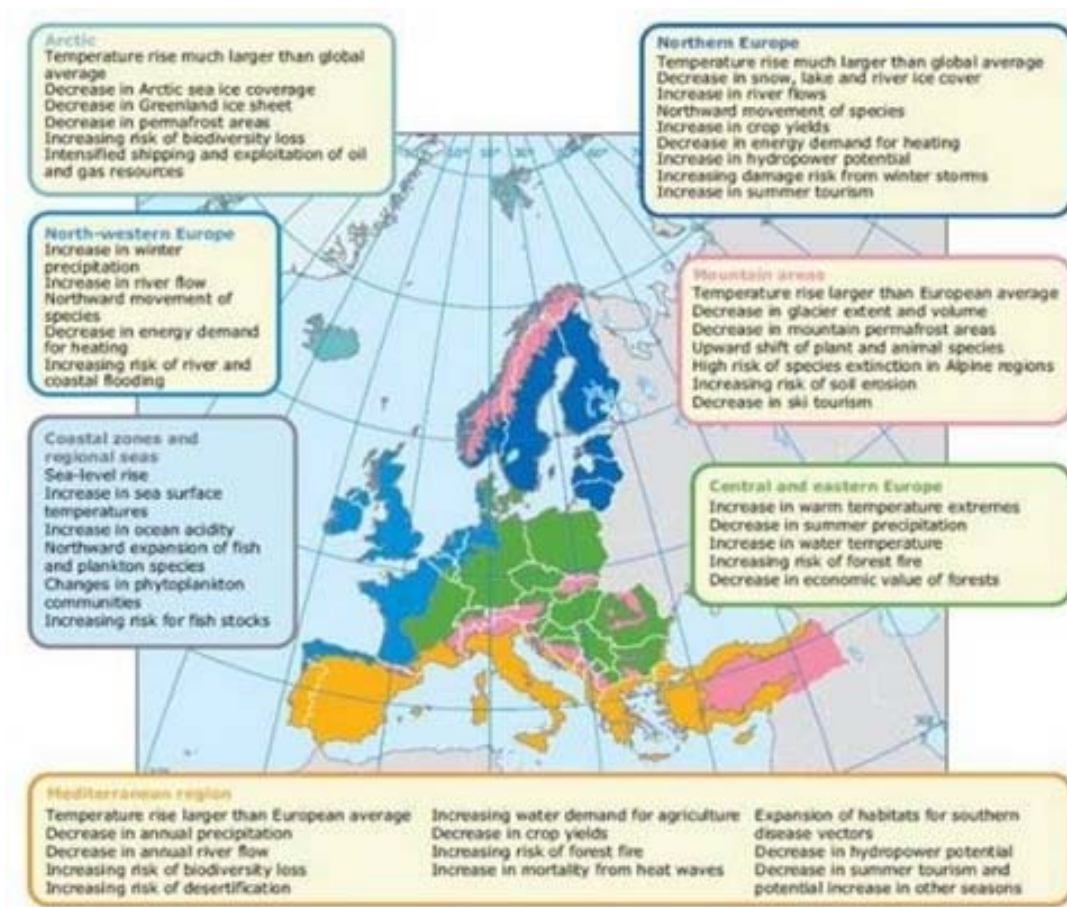 Arctic
Temperature rise much larger than global
average
Decrease in Arctic sea ice coverage
Decrease in Greenland ice sheet
Decrease in permafrost areas
Increasing risk of biodiversity loss
Intensified shipping and exploitation of oil
and gas resources
Northern Europe
Temperature rise much larger than global average
Decrease in snow, lake and river ice cover
Increase in river flows
Northward movement of species
Increase in crop yields
Decrease in energy demand for heating
Increase in hydropower potential
Increasing damage risk from winter storms
Increase in summer tourism
North-western Europe
Increase in winter
precipitation
Increase in river flow
Northward movement of
species
Decrease in energy demand
for heating
Increasing risk of river and
coastal flooding
Mountain areas
Temperature rise larger than European average
Decrease in glacier extent and volume
Decrease in mountain permafrost areas
Upward shift of plant and animal species
High risk of species extinction in Alpine regions
Increasing risk of soil erosion
Decrease in ski tourism
Coastal zones and
regional seas
Sea-level rise
Increase in sea surface
temperatures
Increase in ocean acidity
Northward expansion of fish
and plankton species
Changes in phytoplankton
communities
Increasing risk for fish stocks
Central and eastern Europe
Increase in warm temperature extremes
Decrease in summer precipitation
Increase in water temperature
Increasing risk of forest fire
Decrease in economic value of forests
Mediterranean region
Temperature rise larger than European average
Decrease in annual precipitation
Decrease in annual river flow
Increasing risk of biodiversity loss
Increasing risk of desertification
Increasing water demand for agriculture
Decrease in crop yields
Increasing risk of forest fire
Increase in mortality from heat waves
Expansion of habitats for southern
disease vectors
Decrease in hydropower potential
Decrease in summer tourism and
potential increase in other seasons